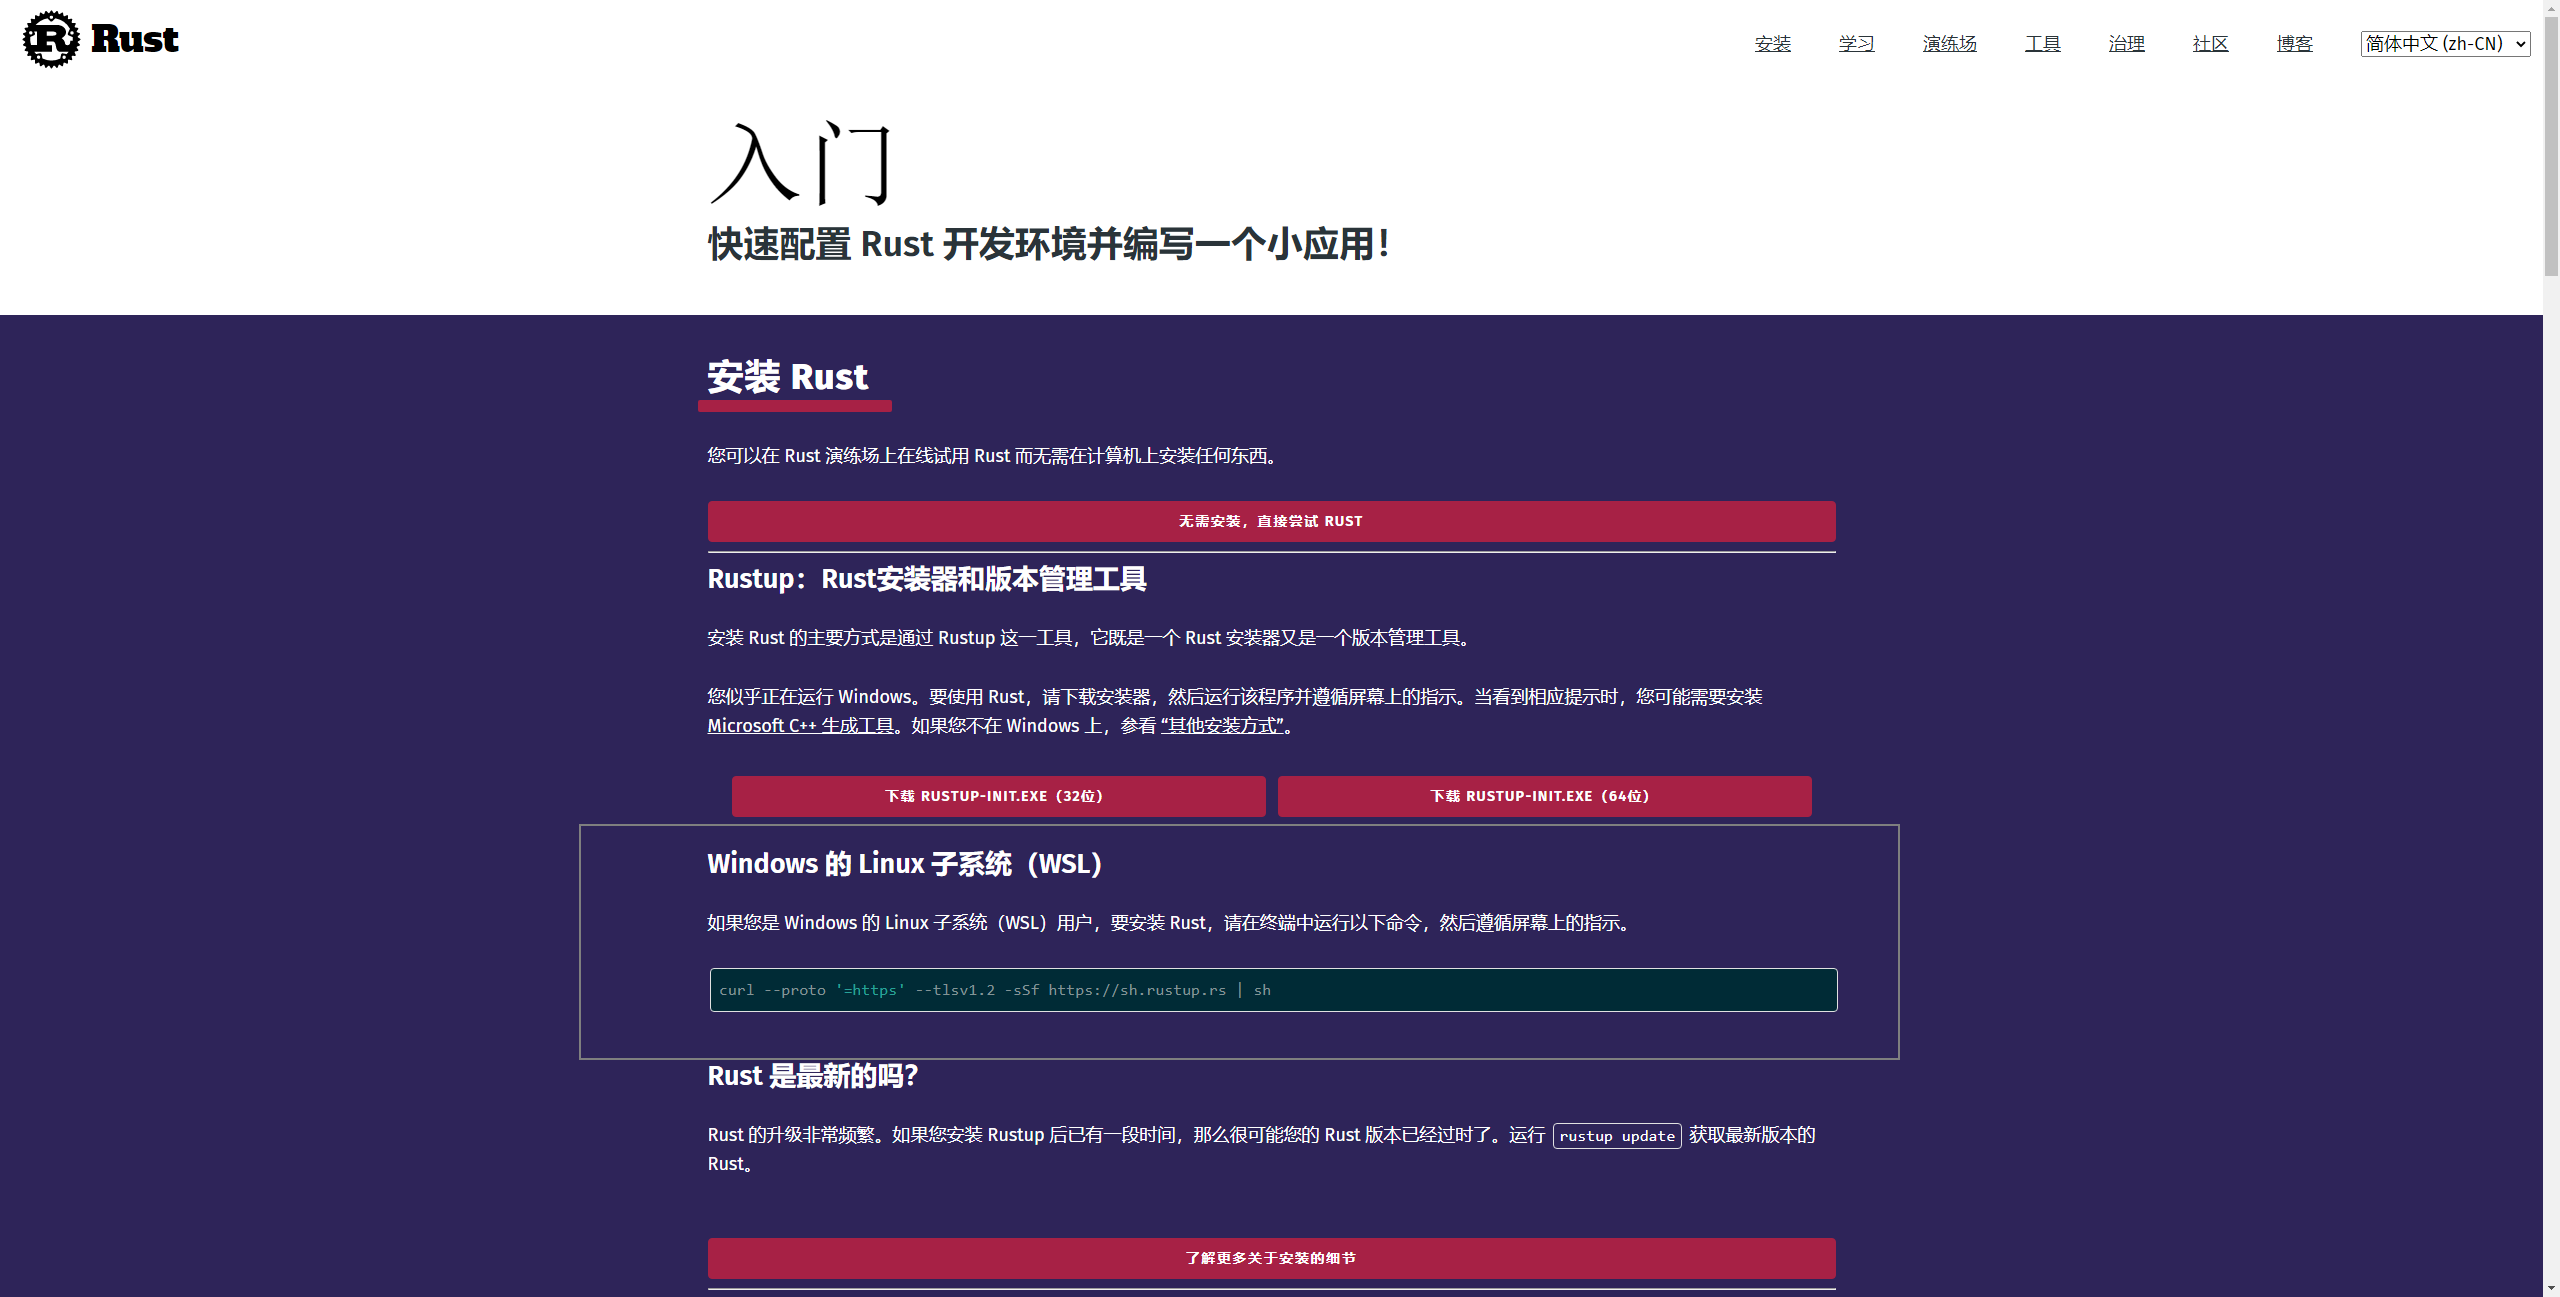 Rust
安装 学习 演练场 工具 治理 社区 博客 简体中文 (zh-CN)
入门
快速配置 Rust 开发环境并编写一个小应用！
安装 Rust
您可以在 Rust 演练场上在线试用 Rust 而无需在计算机上安装任何东西。
无需安装，直接尝试 RUST
Rustup：Rust安装器和版本管理工具
安装 Rust 的主要方式是通过 Rustup 这一工具，它既是一个 Rust 安装器又是一个版本管理工具。
您似乎正在运行 Windows。要使用 Rust，请下载安装器，然后运行该程序并遵循屏幕上的指示。当看到相应提示时，您可能需要安装
Microsoft C++ 生成工具。如果您不在 Windows 上，参看 “其他安装方式”。
下载 RUSTUP-INIT.EXE（32位） 下载 RUSTUP-INIT.EXE（64位）
Windows 的 Linux 子系统（WSL）
如果您是 Windows 的 Linux 子系统（WSL）用户，要安装 Rust，请在终端中运行以下命令，然后遵循屏幕上的指示。
curl --proto '=https' --tlsv1.2 -sSf https://sh.rustup.rs | sh
Rust 是最新的吗？
Rust 的升级非常频繁。如果您安装 Rustup 后已有一段时间，那么很可能您的 Rust 版本已经过时了。运行 rustup update 获取最新版本的
Rust。
了解更多关于安装的细节